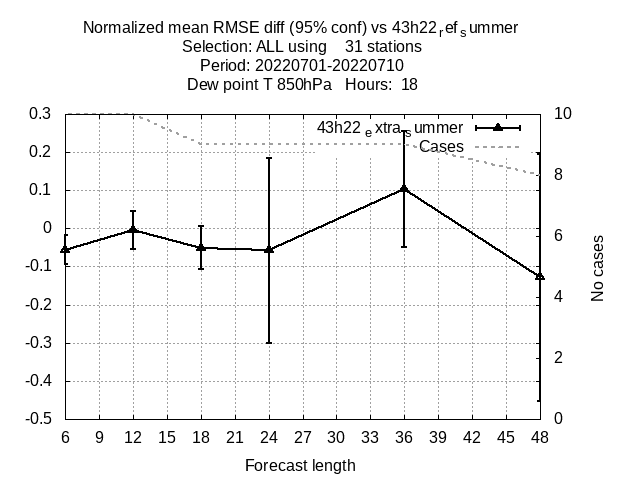 Normalized mean RMSE diff (95% conf) vs 43h22refsummer
Selection: ALL using 31 stations
Period: 20220701-20220710
Dew point T 850hPa Hours: 18
43h22extrasummer
Cases
0.3
0.2
0.1
0
-0.1
-0.2
-0.3
-0.4
-0.5
10
8
6
4
2
0
No cases
6 9 12 15 18 21 24 27 30 33 36 39 42 45 48
Forecast length